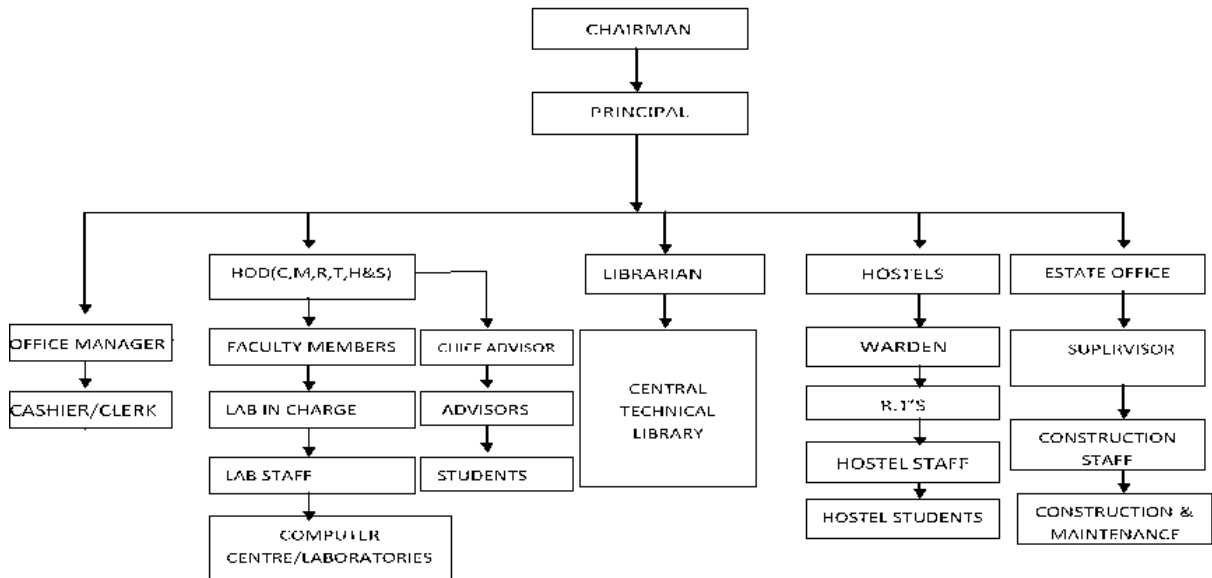 CHAIRMAN
PRINCIPAL
HOD(C,M,R,T,H&S)
LIBRARIAN
HOSTELS
ESTATE OFFICE
OFFICE MANAGER
FACULTY MEMBERS
CHIEF ADVISOR
WARDEN
SUPERVISOR
CASHIER/CLERK
LAB IN CHARGE
ADVISORS
CENTRAL
TECHNICAL
LIBRARY
CONSTRUCTION
STAFF
LAB STAFF
STUDENTS
HOSTEL STAFF
HOSTEL STUDENTS
CONSTRUCTION &
MAINTENANCE
COMPUTER
CENTRE/LABORATORIES